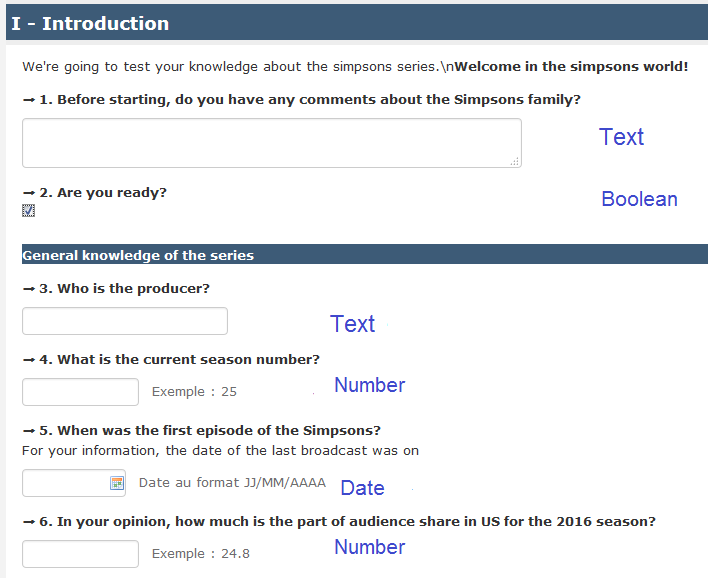 I - Introduction
We're going to test your knowledge about the simpsons series.\nWelcome in the simpsons world!
→ 1. Before starting, do you have any comments about the Simpsons family?
Text
→ 2. Are you ready?
Boolean
General knowledge of the series
→ 3. Who is the producer?
Text
→ 4. What is the current season number?
Exemple : 25
Number
→ 5. When was the first episode of the Simpsons?
For your information, the date of the last broadcast was on
Date au format JJ/MM/AAAA
Date
→ 6. In your opinion, how much is the part of audience share in US for the 2016 season?
Exemple : 24.8
Number